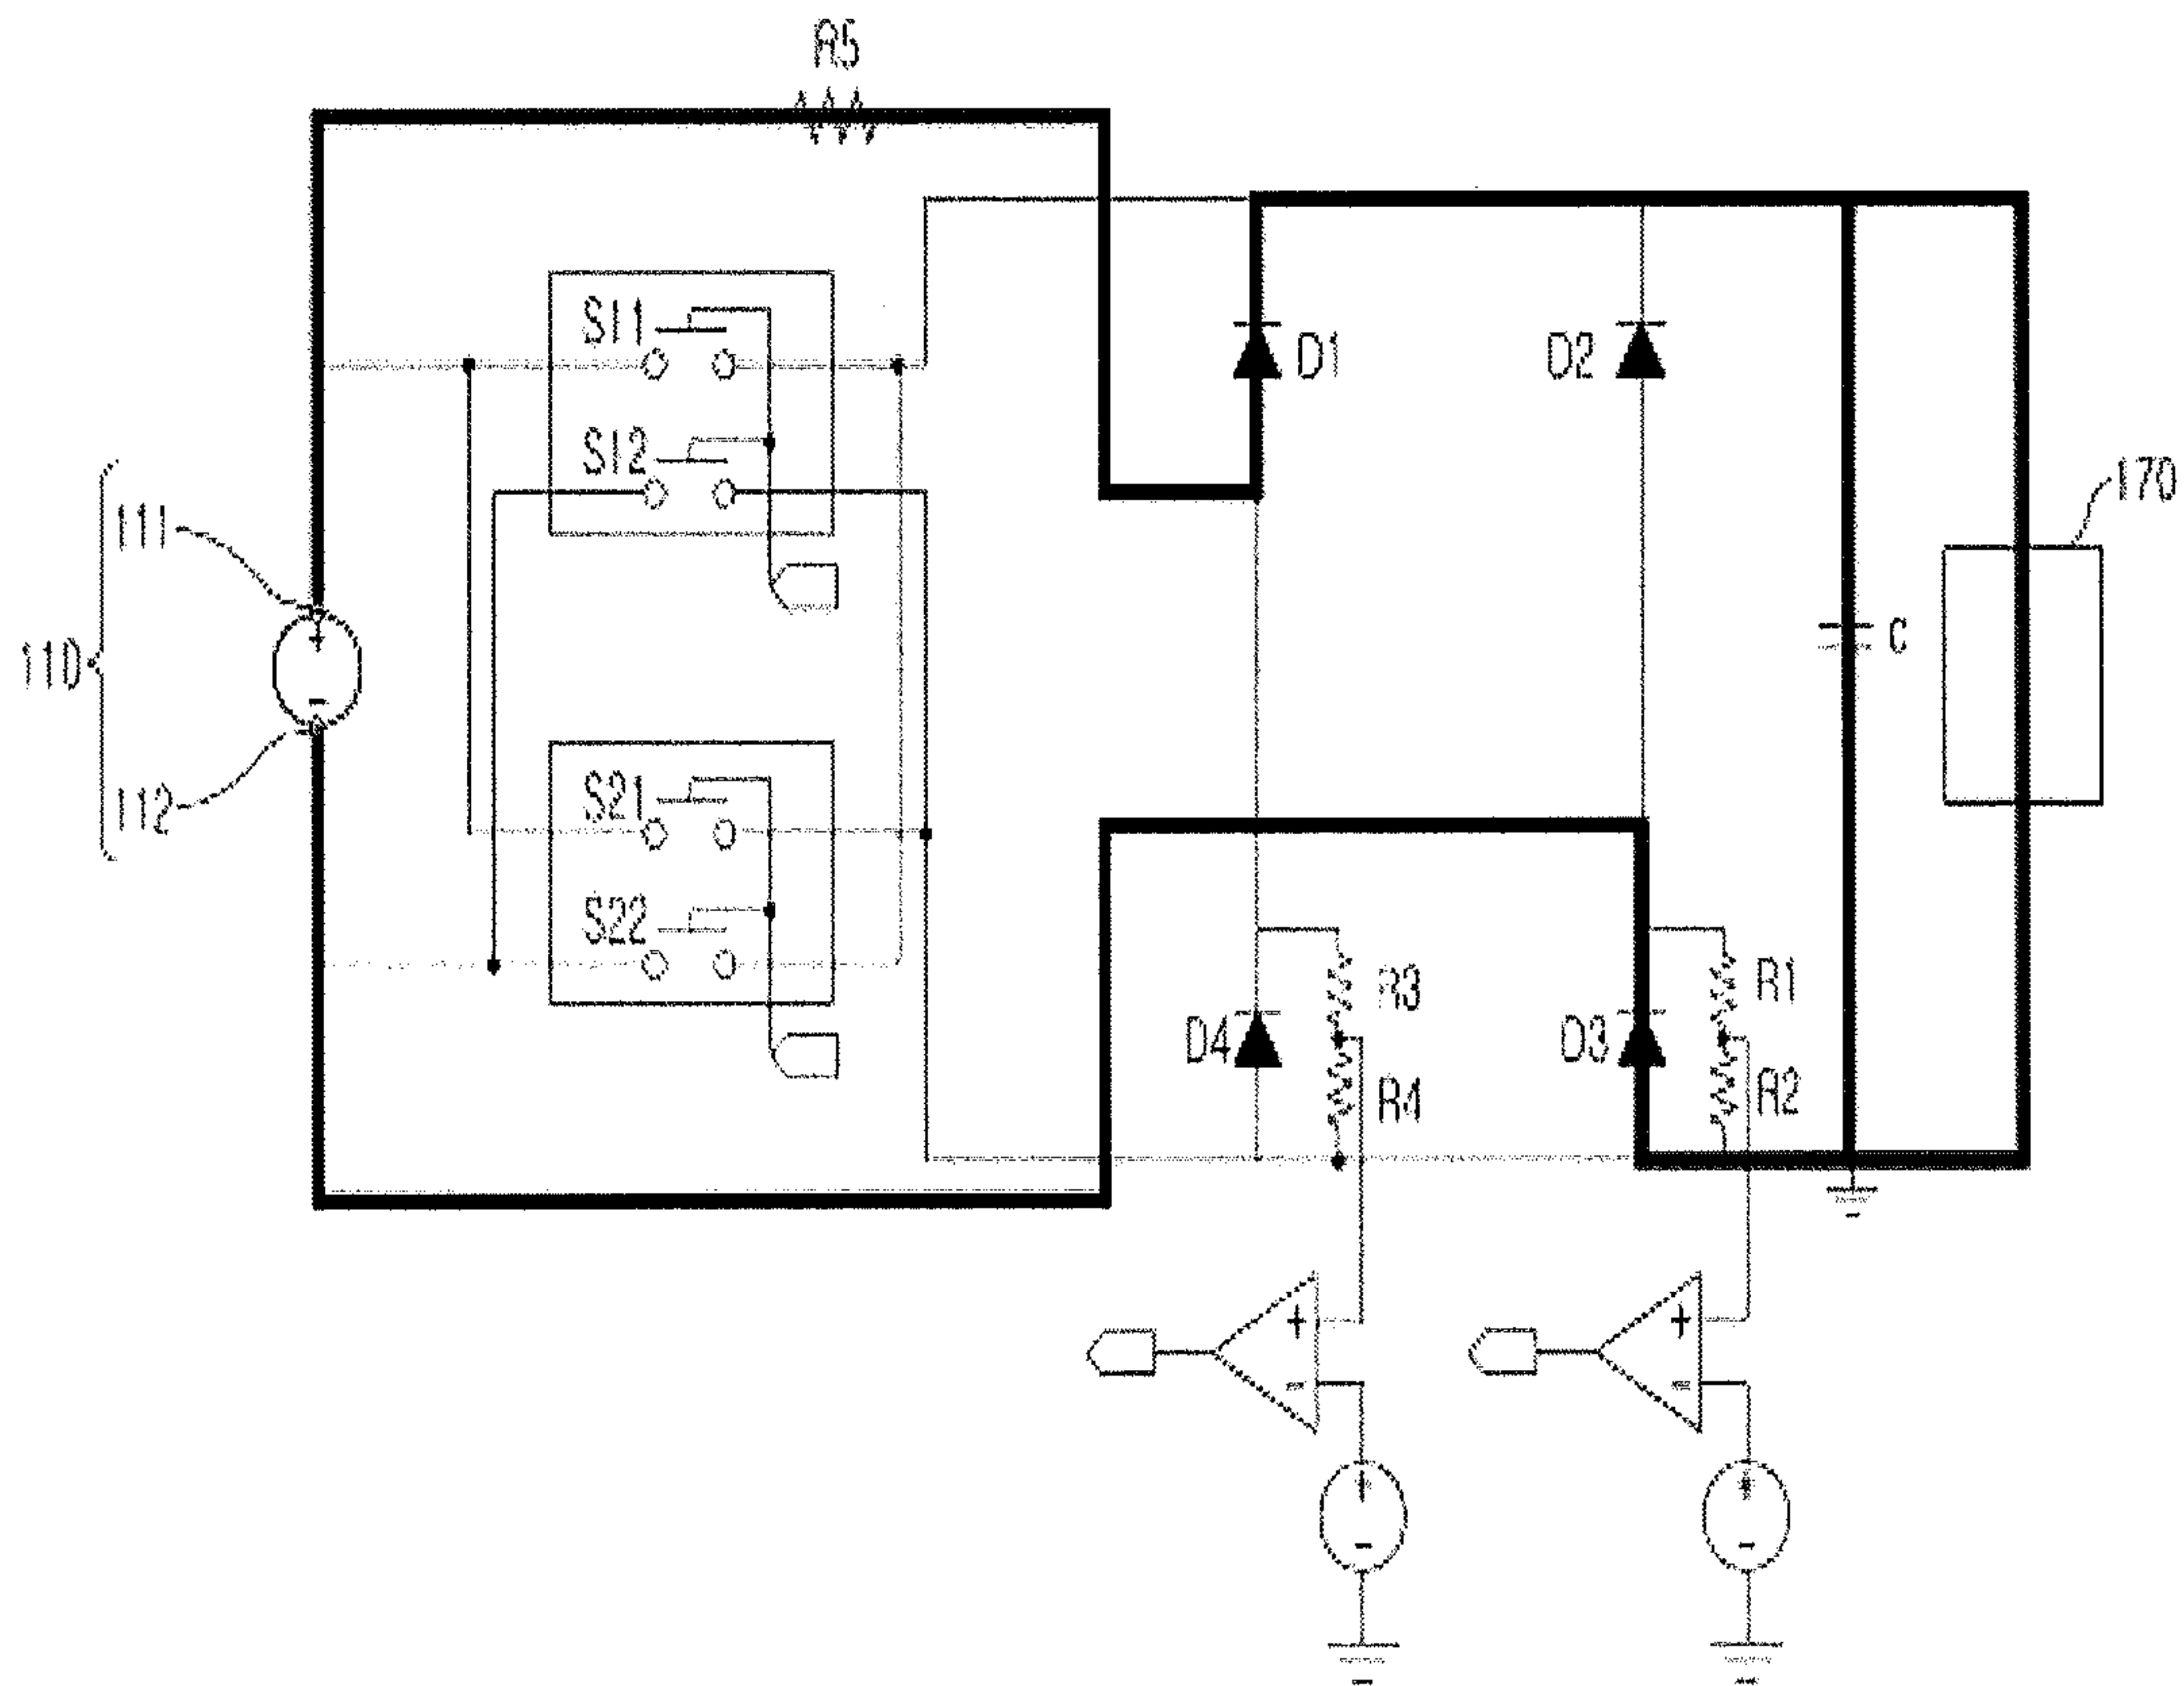 R5
S11
D1
D2
S12
170
111
110
C
112
S21
S22
R3
R1
D4
D3
R4
R2
+
-
+
-
+
-
+
-
+
-